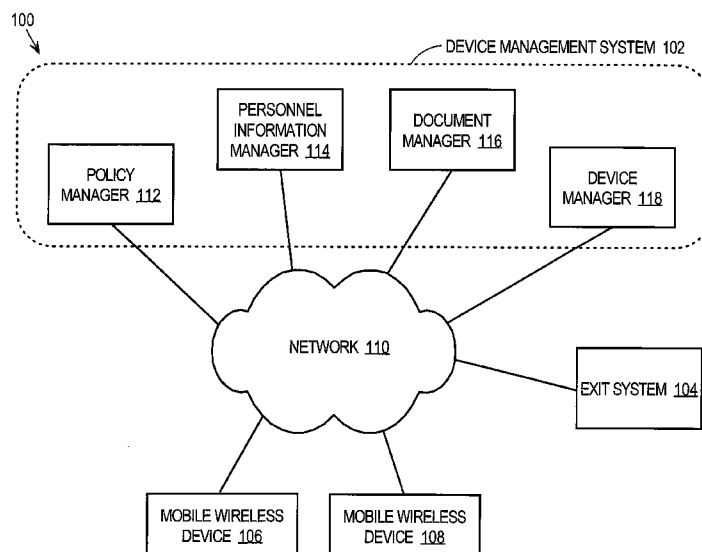 100
DEVICE MANAGEMENT SYSTEM 102
PERSONNEL
INFORMATION
MANAGER 114
DOCUMENT
MANAGER 116
POLICY
MANAGER 112
DEVICE
MANAGER 118
NETWORK 110
EXIT SYSTEM 104
MOBILE WIRELESS
DEVICE 106
MOBILE WIRELESS
DEVICE 108